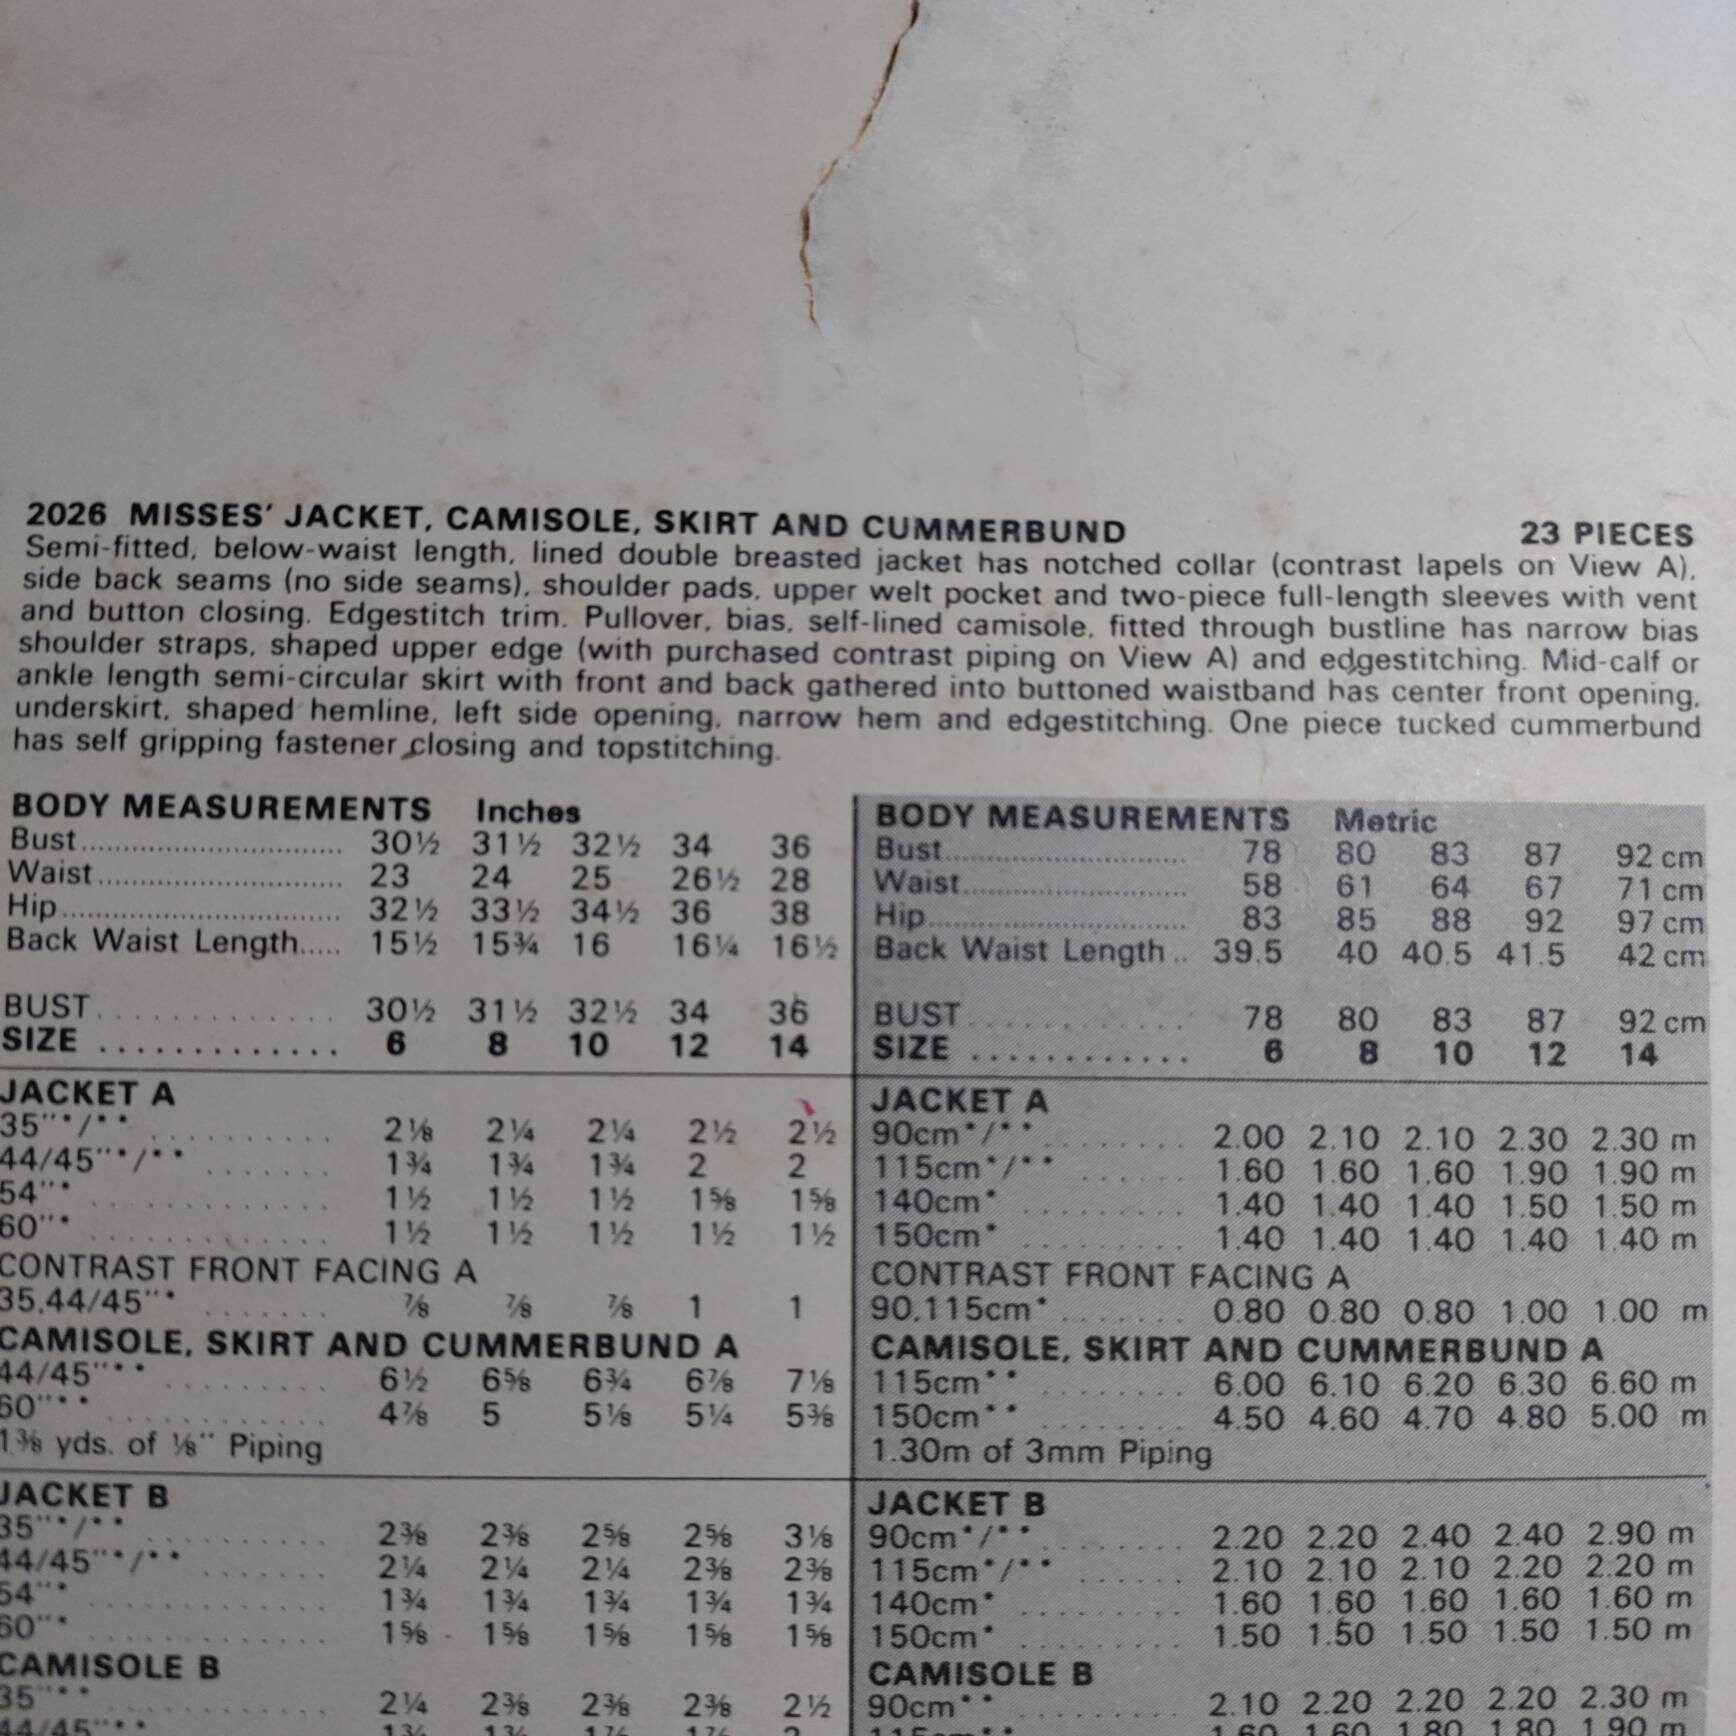 2026 MISSES' JACKET, CAMISOLE, SKIRT AND CUMMERBUND 23 PIECES
Semi-fitted, below-waist length, lined double breasted jacket has notched collar (contrast lapels on View A),
side back seams (no side seams), shoulder pads, upper welt pocket and two-piece full-length sleeves with vent
and button closing. Edgestitch trim. Pullover, bias, self-lined camisole, fitted through bustline has narrow bias
shoulder straps, shaped upper edge (with purchased contrast piping on View A) and edgestitching. Mid-calf or
ankle length semi-circular skirt with front and back gathered into buttoned waistband has center front opening,
underskirt, shaped hemline, left side opening, narrow hem and edgestitching. One piece tucked cummerbund
has self gripping fastener closing and topstitching.
BODY MEASUREMENTS Inches
Bust.............................. 30½ 31½ 32½ 34 36
Waist............................ 23 24 25 26½ 28
Hip................................ 32½ 33½ 34½ 36 38
Back Waist Length..... 15½ 15¾ 16 16¼ 16½
BUST............. 30½ 31½ 32½ 34 36
SIZE ............. 6 8 10 12 14
JACKET A
35"*/** .......... 2⅛ 2¼ 2¼ 2½ 2½
44/45"*/** ....... 1¾ 1¾ 1¾ 2 2
54"* ............. 1½ 1½ 1½ 1⅝ 1⅝
60"* ............. 1½ 1½ 1½ 1½ 1½
CONTRAST FRONT FACING A
35,44/45"* ....... ⅞ ⅞ ⅞ 1 1
CAMISOLE, SKIRT AND CUMMERBUND A
44/45"** ......... 6½ 6⅝ 6¾ 6⅞ 7⅛
60"** ............ 4⅞ 5 5⅛ 5¼ 5⅜
1⅜ yds. of ⅛" Piping
JACKET B
35"*/** .......... 2⅜ 2⅜ 2⅝ 2⅝ 3⅛
44/45"*/** ....... 2¼ 2¼ 2¼ 2⅜ 2⅜
54"* ............. 1¾ 1¾ 1¾ 1¾ 1¾
60"* ............. 1⅝ 1⅝ 1⅝ 1⅝ 1⅝
CAMISOLE B
35"** ............ 2¼ 2⅜ 2⅜ 2⅜ 2½
44/45"** 1¾ 1¾ 1⅞ 1⅞ 2
BODY MEASUREMENTS Metric
Bust............................ 78 80 83 87 92 cm
Waist.......................... 58 61 64 67 71 cm
Hip.............................. 83 85 88 92 97 cm
Back Waist Length .. 39.5 40 40.5 41.5 42 cm
BUST ............ 78 80 83 87 92 cm
SIZE ............ 6 8 10 12 14
JACKET A
90cm*/** ........ 2.00 2.10 2.10 2.30 2.30 m
115cm*/** ...... 1.60 1.60 1.60 1.90 1.90 m
140cm* ......... 1.40 1.40 1.40 1.50 1.50 m
150cm* ......... 1.40 1.40 1.40 1.40 1.40 m
CONTRAST FRONT FACING A
90,115cm* ....... 0.80 0.80 0.80 1.00 1.00 m
CAMISOLE, SKIRT AND CUMMERBUND A
115cm** ........ 6.00 6.10 6.20 6.30 6.60 m
150cm** ........ 4.50 4.60 4.70 4.80 5.00 m
1.30m of 3mm Piping
JACKET B
90cm*/** ........ 2.20 2.20 2.40 2.40 2.90 m
115cm*/** ...... 2.10 2.10 2.10 2.20 2.20 m
140cm* ......... 1.60 1.60 1.60 1.60 1.60 m
150cm* ......... 1.50 1.50 1.50 1.50 1.50 m
CAMISOLE B
90cm** ......... 2.10 2.20 2.20 2.20 2.30 m
115cm** 1.60 1.60 1.80 1.80 1.90 m